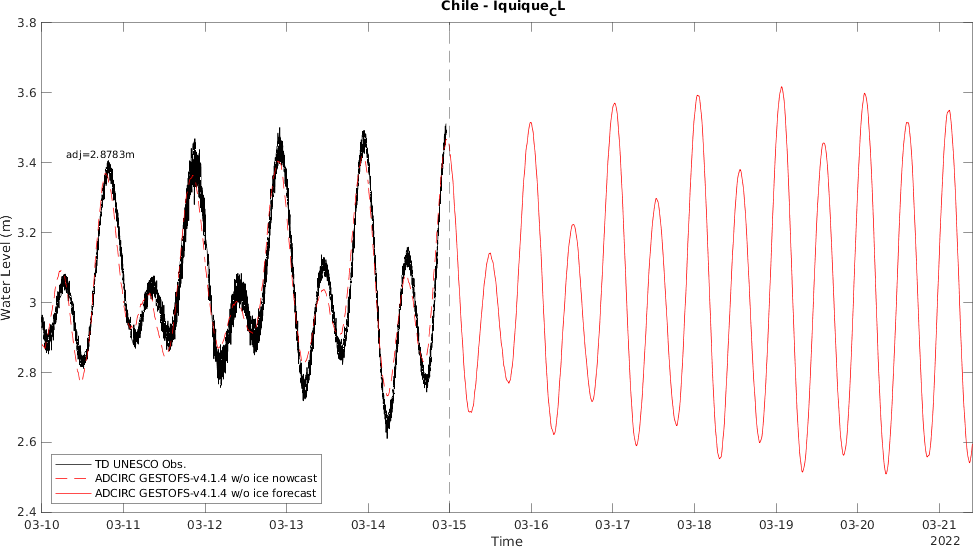 Chile - Iquique_CL
3.8
3.6
3.4
3.2
3
2.8
2.6
2.4
Water Level (m)
adj=2.8783m
TD UNESCO Obs.
ADCIRC GESTOFS-v4.1.4 w/o ice nowcast
ADCIRC GESTOFS-v4.1.4 w/o ice forecast
03-10 03-11 03-12 03-13 03-14 03-15 03-16 03-17 03-18 03-19 03-20 03-21
Time
2022